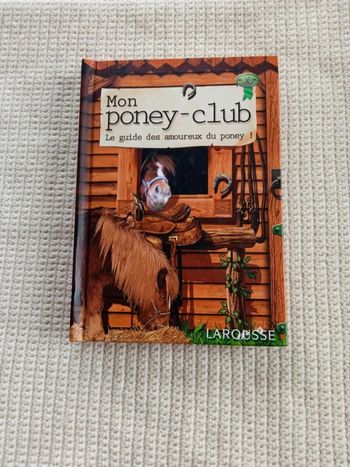 Mon
poney-club
Le guide des amoureux du poney !
LAROUSSE